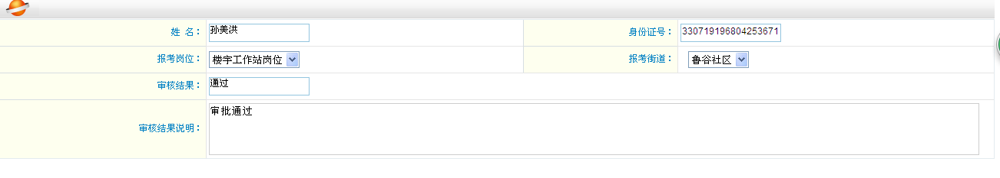 姓 名： 孙美洪 身份证号： 330719196804253671
报考岗位： 楼宇工作站岗位 报考街道： 鲁谷社区
审核结果： 通过
审核结果说明： 审批通过